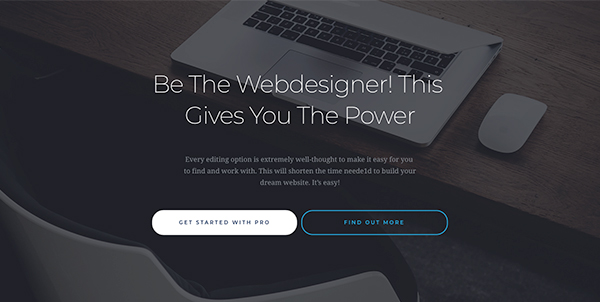 Be The Webdesigner! This
Gives You The Power
Every editing option is extremely well-thought to make it easy for you
to find and work with. This will shorten the time neede1d to build your
dream website. It's easy!
GET STARTED WITH PRO
FIND OUT MORE